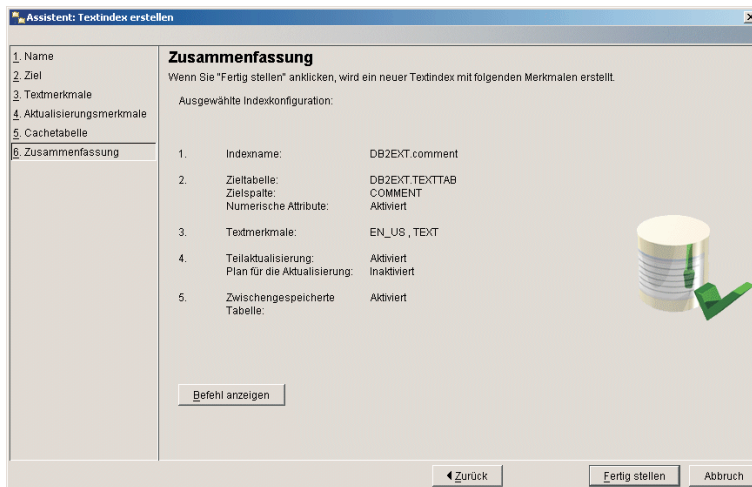 Assistent: Textindex erstellen
1. Name
2. Ziel
3. Textmerkmale
4. Aktualisierungsmerkmale
5. Cachetabelle
6. Zusammenfassung
Zusammenfassung
Wenn Sie "Fertig stellen" anklicken, wird ein neuer Textindex mit folgenden Merkmalen erstellt.
Ausgewählte Indexkonfiguration:
1. Indexname: DB2EXT.comment
2. Zieltabelle: DB2EXT.TEXTTAB
Zielspalte: COMMENT
Numerische Attribute: Aktiviert
3. Textmerkmale: EN_US , TEXT
4. Teilaktualisierung: Aktiviert
Plan für die Aktualisierung: Inaktiviert
5. Zwischengespeicherte Aktiviert
Tabelle:
Befehl anzeigen
Zurück Fertig stellen Abbruch